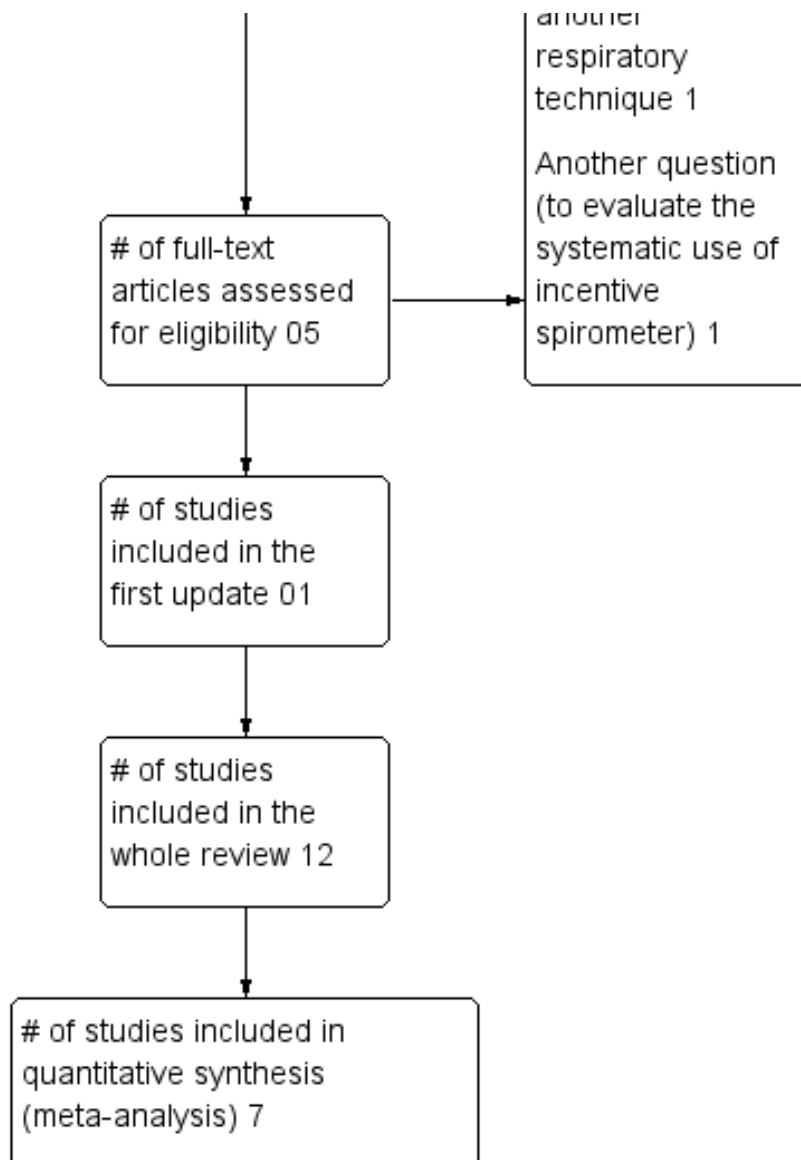 another
respiratory
technique 1
Another question
(to evaluate the
systematic use of
incentive
spirometer) 1
# of full-text
articles assessed
for eligibility 05
# of studies
included in the
first update 01
# of studies
included in the
whole review 12
# of studies included in
quantitative synthesis
(meta-analysis) 7